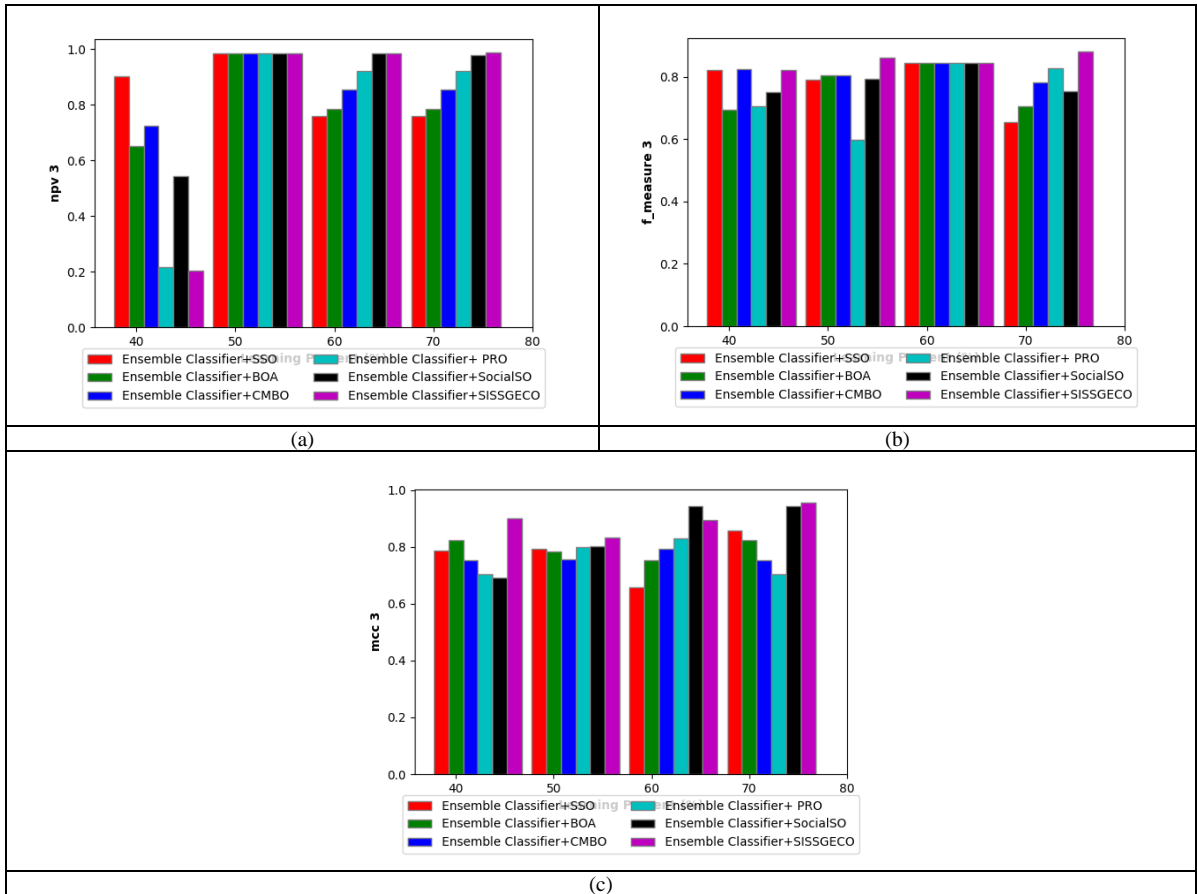 1.0
0.8
0.6
0.4
0.2
0.0
npv 3
40 50 60 70 80
Ensemble Classifier+SSO
Ensemble Classifier+BOA
Ensemble Classifier+CMBO
Ensemble Classifier+ PRO
Ensemble Classifier+SocialSO
Ensemble Classifier+SISSGECO
(a)
0.8
0.6
0.4
0.2
0.0
f_measure 3
40 50 60 70 80
Ensemble Classifier+SSO
Ensemble Classifier+BOA
Ensemble Classifier+CMBO
Ensemble Classifier+ PRO
Ensemble Classifier+SocialSO
Ensemble Classifier+SISSGECO
(b)
1.0
0.8
0.6
0.4
0.2
0.0
mcc 3
40 50 60 70 80
Ensemble Classifier+SSO
Ensemble Classifier+BOA
Ensemble Classifier+CMBO
Ensemble Classifier+ PRO
Ensemble Classifier+SocialSO
Ensemble Classifier+SISSGECO
(c)